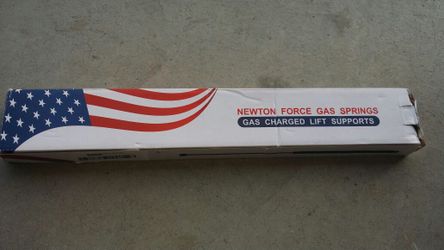 NEWTON FORCE GAS SPRINGS
GAS CHARGED LIFT SUPPORTS